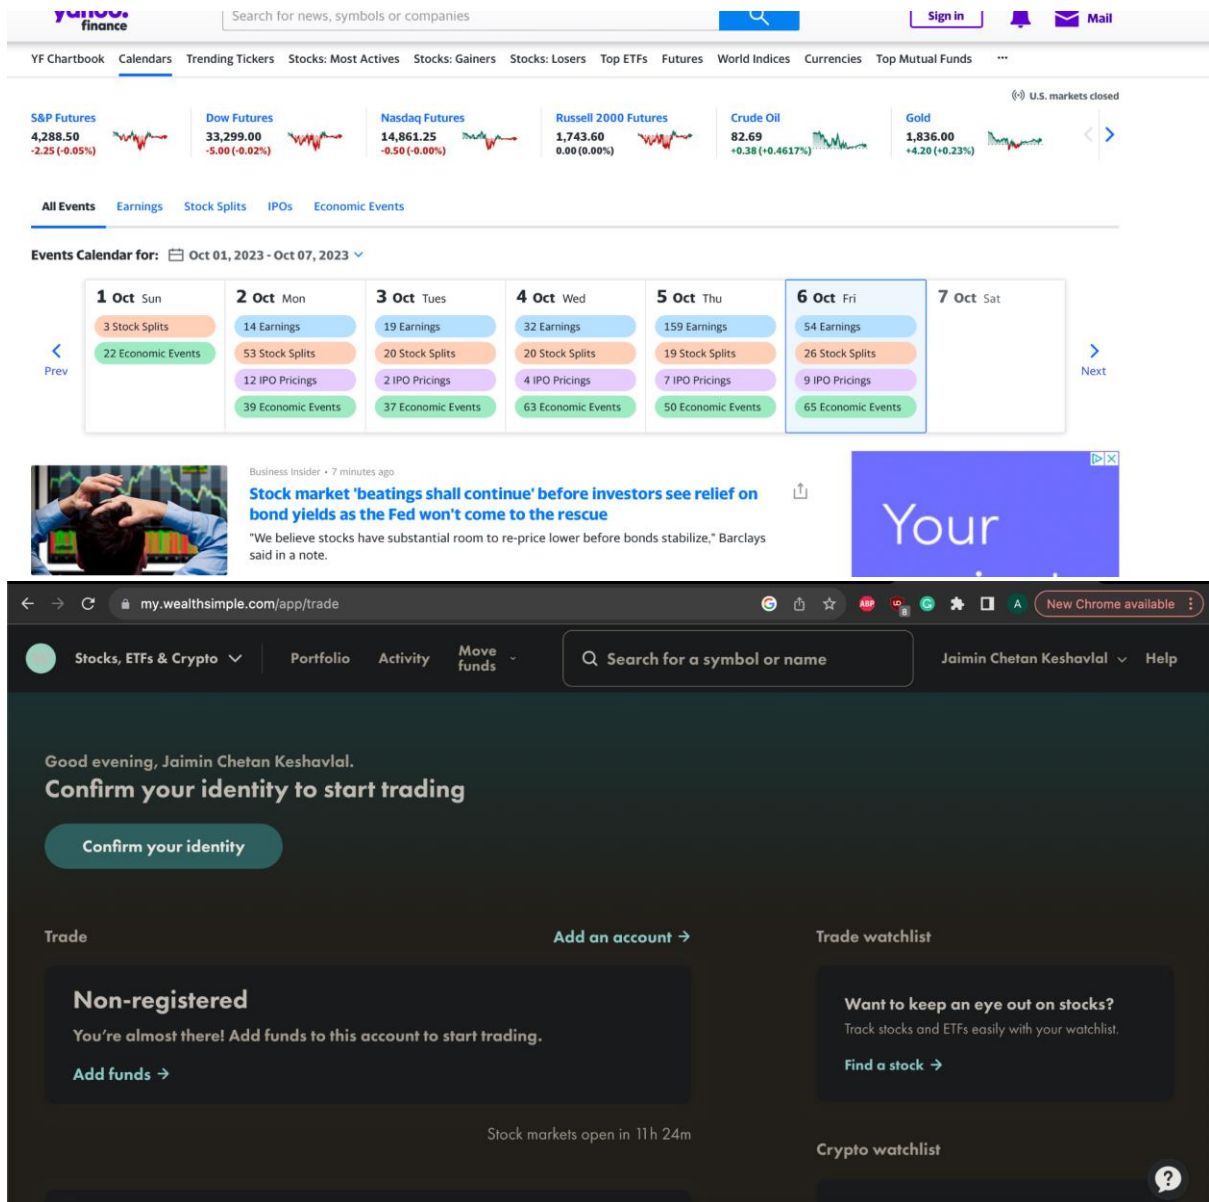 yahoo!
finance
Search for news, symbols or companies
Sign in
Mail
YF Chartbook Calendars Trending Tickers Stocks: Most Actives Stocks: Gainers Stocks: Losers Top ETFs Futures World Indices Currencies Top Mutual Funds ...
U.S. markets closed
S&P Futures Dow Futures Nasdaq Futures Russell 2000 Futures Crude Oil Gold
4,288.50 33,299.00 14,861.25 1,743.60 82.69 1,836.00
-2.25 (-0.05%) -5.00 (-0.02%) -0.50 (-0.00%) 0.00 (0.00%) +0.38 (+0.4617%) +4.20 (+0.23%)
All Events Earnings Stock Splits IPOs Economic Events
Events Calendar for: Oct 01, 2023 - Oct 07, 2023
1 Oct Sun 2 Oct Mon 3 Oct Tues 4 Oct Wed 5 Oct Thu 6 Oct Fri 7 Oct Sat
3 Stock Splits 14 Earnings 19 Earnings 32 Earnings 159 Earnings 54 Earnings
22 Economic Events 53 Stock Splits 20 Stock Splits 20 Stock Splits 19 Stock Splits 26 Stock Splits
Prev Next
12 IPO Pricings 2 IPO Pricings 4 IPO Pricings 7 IPO Pricings 9 IPO Pricings
39 Economic Events 37 Economic Events 63 Economic Events 50 Economic Events 65 Economic Events
Business Insider • 7 minutes ago
Stock market 'beatings shall continue' before investors see relief on
bond yields as the Fed won't come to the rescue
"We believe stocks have substantial room to re-price lower before bonds stabilize," Barclays
said in a note.
Your
my.wealthsimple.com/app/trade
ABP
8
A
New Chrome available
Stocks, ETFs & Crypto Portfolio Activity Move
funds
Search for a symbol or name
Jaimin Chetan Keshavlal Help
Good evening, Jaimin Chetan Keshavlal.
Confirm your identity to start trading
Confirm your identity
Trade Add an account →
Non-registered
You're almost there! Add funds to this account to start trading.
Add funds →
Stock markets open in 11h 24m
Trade watchlist
Want to keep an eye out on stocks?
Track stocks and ETFs easily with your watchlist.
Find a stock →
Crypto watchlist
?